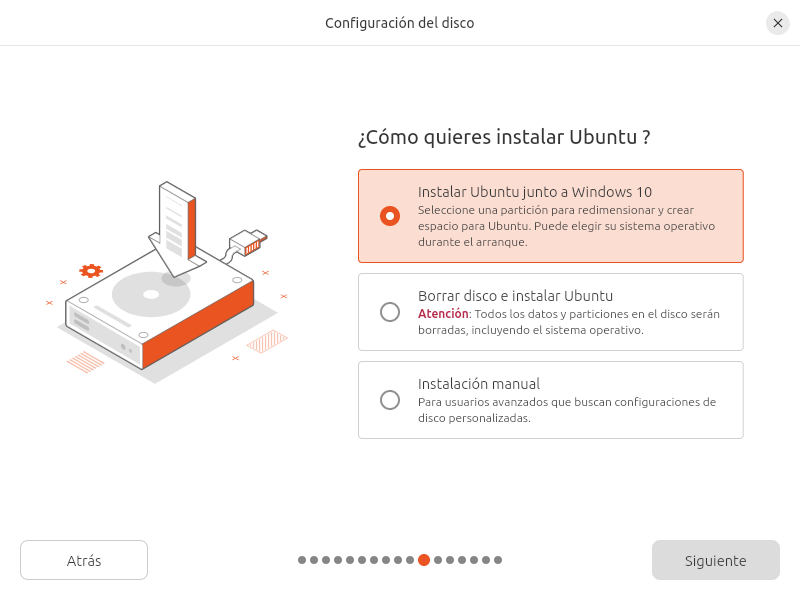 Configuración del disco
¿Cómo quieres instalar Ubuntu ?
Instalar Ubuntu junto a Windows 10
Seleccione una partición para redimensionar y crear
espacio para Ubuntu. Puede elegir su sistema operativo
durante el arranque.
Borrar disco e instalar Ubuntu
Atención: Todos los datos y particiones en el disco serán
borradas, incluyendo el sistema operativo.
Instalación manual
Para usuarios avanzados que buscan configuraciones de
disco personalizadas.
Atrás
Siguiente